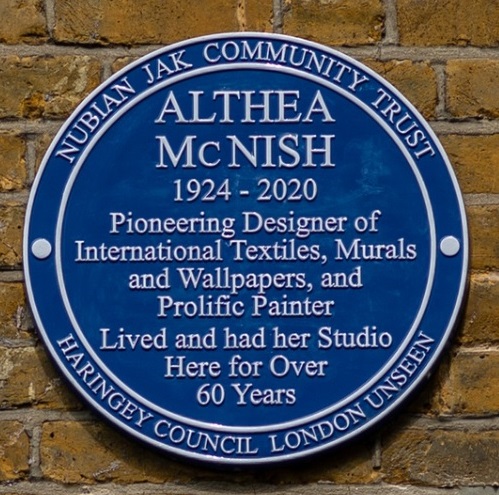 NUBIAN JAK COMMUNITY TRUST
ALTHEA
McNISH
1924 - 2020
Pioneering Designer of
International Textiles, Murals
and Wallpapers, and
Prolific Painter
Lived and had her Studio
Here for Over
60 Years
HARINGEY COUNCIL LONDON UNSEEN